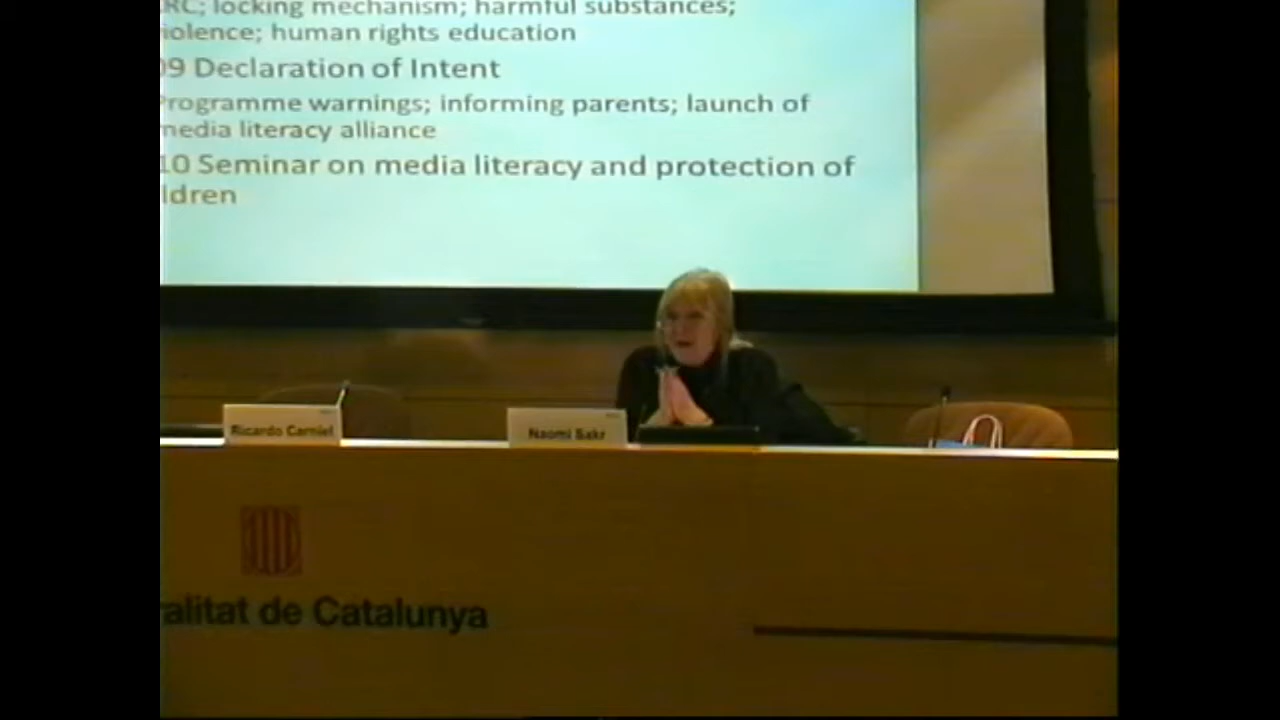 RC; locking mechanism; harmful substances;
iolence; human rights education
09 Declaration of Intent
Programme warnings; informing parents; launch of
media literacy alliance
10 Seminar on media literacy and protection of
ldren
Ricardo Carniel
Naomi Sakr
ralitat de Catalunya